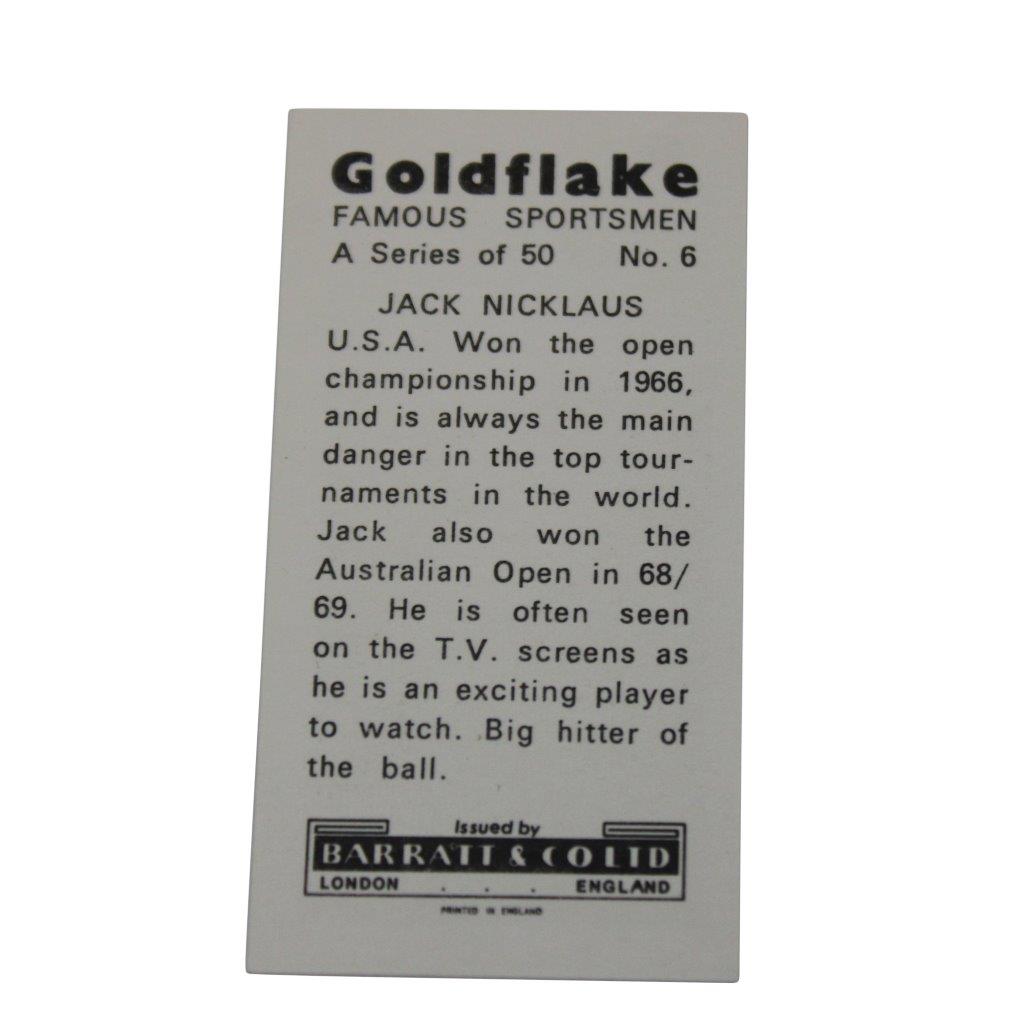 Goldflake
FAMOUS SPORTSMEN
A Series of 50 No. 6
JACK NICKLAUS
U.S.A. Won the open
championship in 1966,
and is always the main
danger in the top tour-
naments in the world.
Jack also won the
Australian Open in 68/
69. He is often seen
on the T.V. screens as
he is an exciting player
to watch. Big hitter of
the ball.
Issued by
BARRATT & CO LTD
LONDON . . . ENGLAND
PRINTED IN ENGLAND